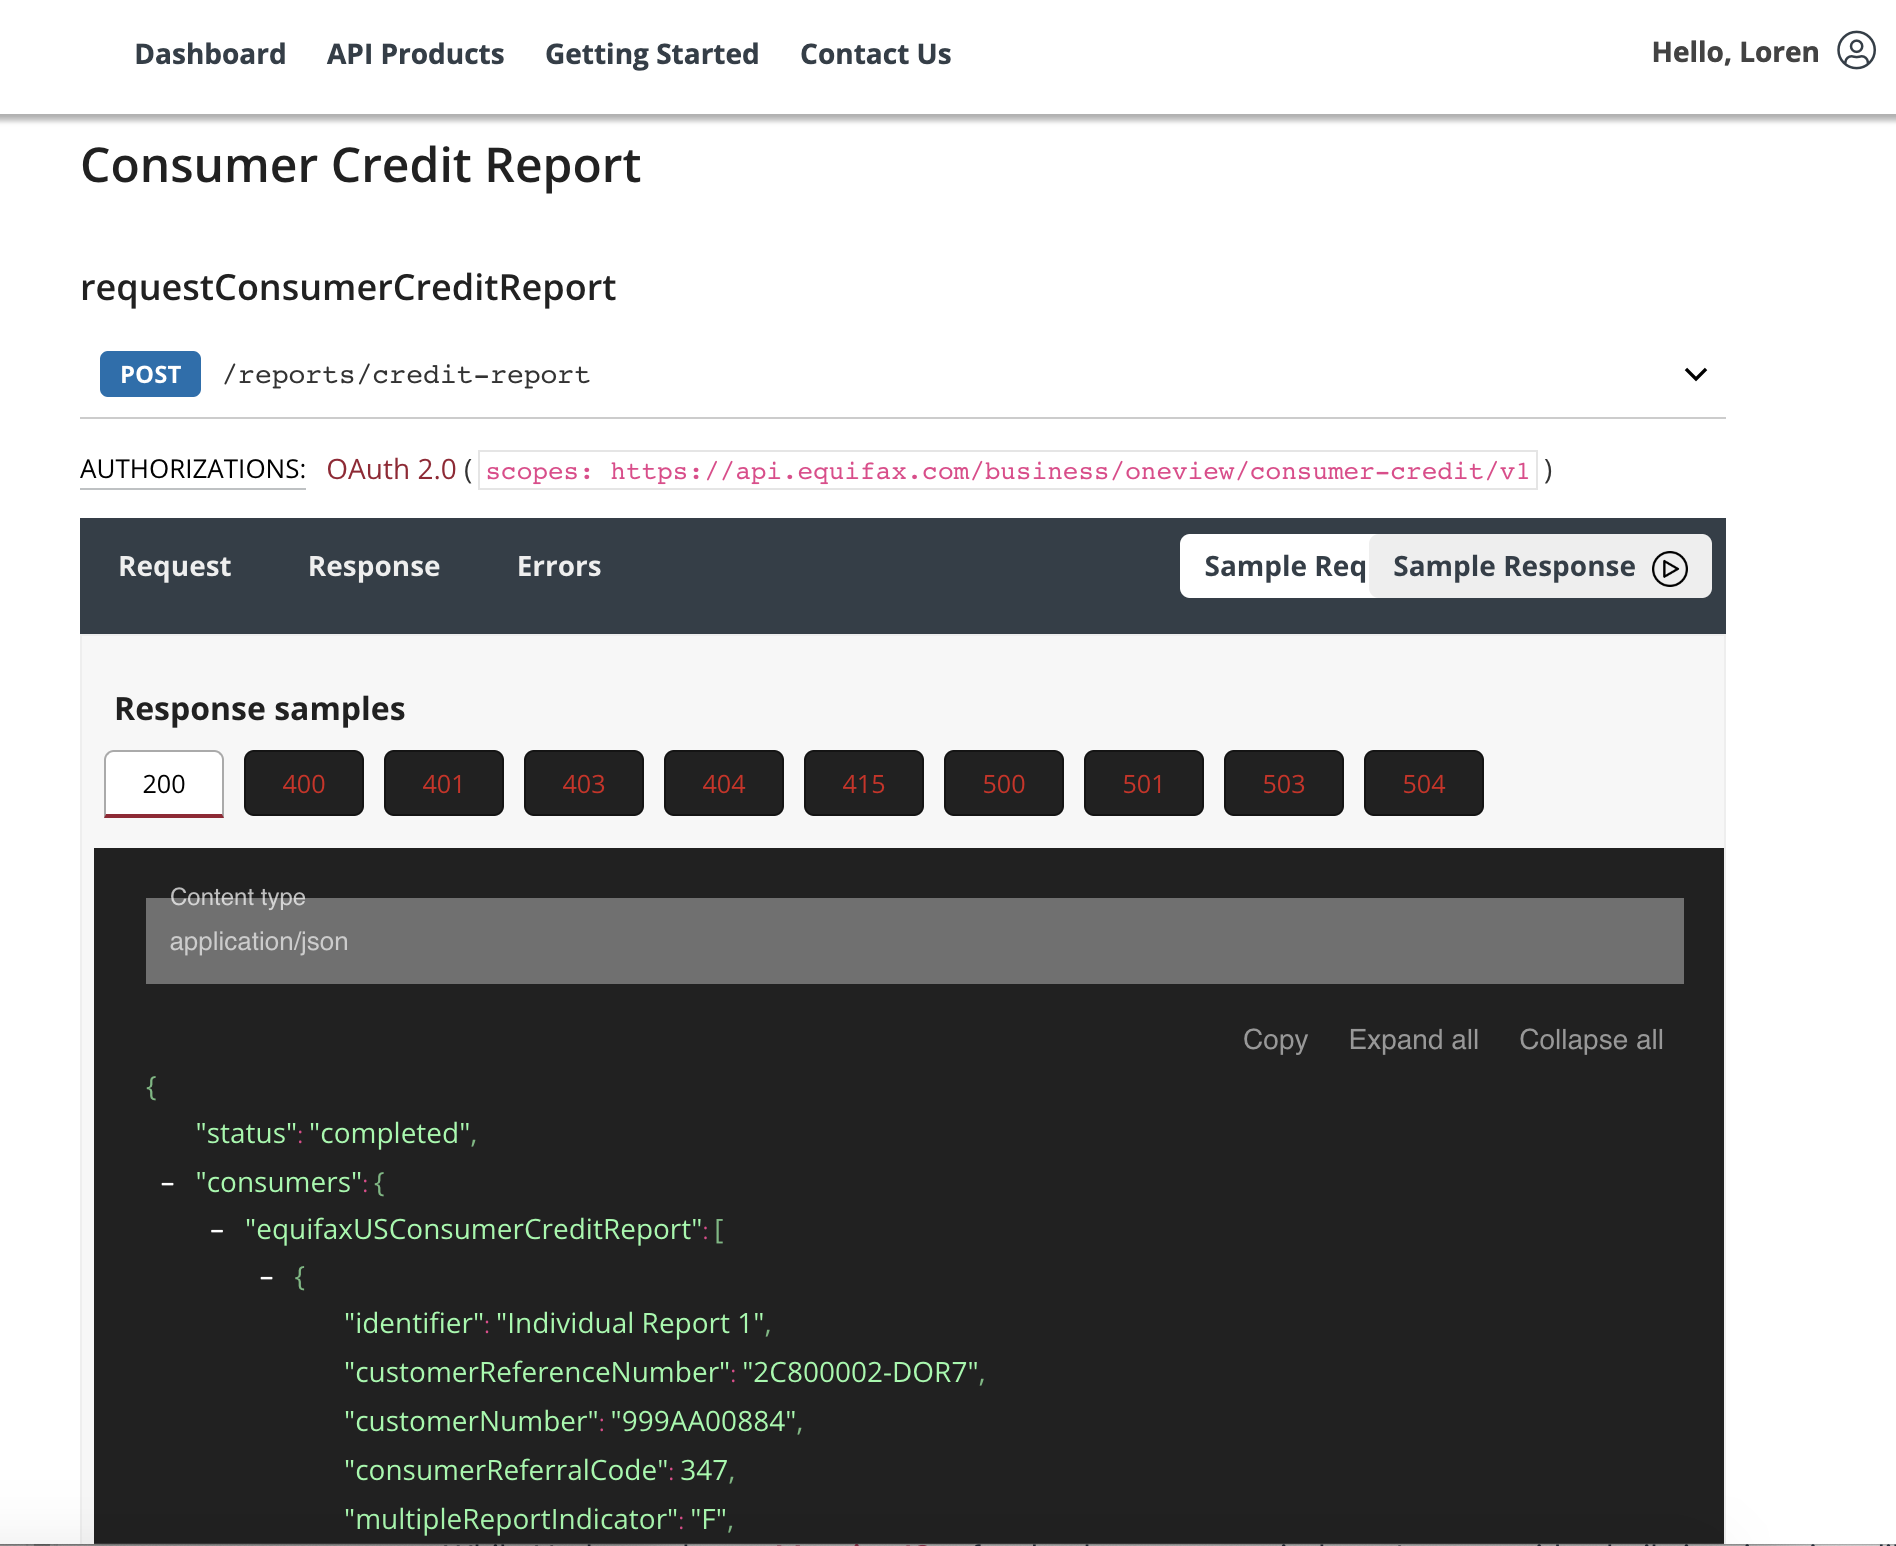 Dashboard API Products Getting Started Contact Us Hello, Loren
Consumer Credit Report
requestConsumerCreditReport
POST /reports/credit-report
AUTHORIZATIONS: OAuth 2.0 ( scopes: https://api.equifax.com/business/oneview/consumer-credit/v1 )
Request Response Errors Sample Req Sample Response
Response samples
200 400 401 403 404 415 500 501 503 504
Content type
application/json
Copy Expand all Collapse all
{
"status": "completed",
– "consumers": {
– "equifaxUSConsumerCreditReport": [
– {
"identifier": "Individual Report 1",
"customerReferenceNumber": "2C800002-DOR7",
"customerNumber": "999AA00884",
"consumerReferralCode": 347,
"multipleReportIndicator": "F",